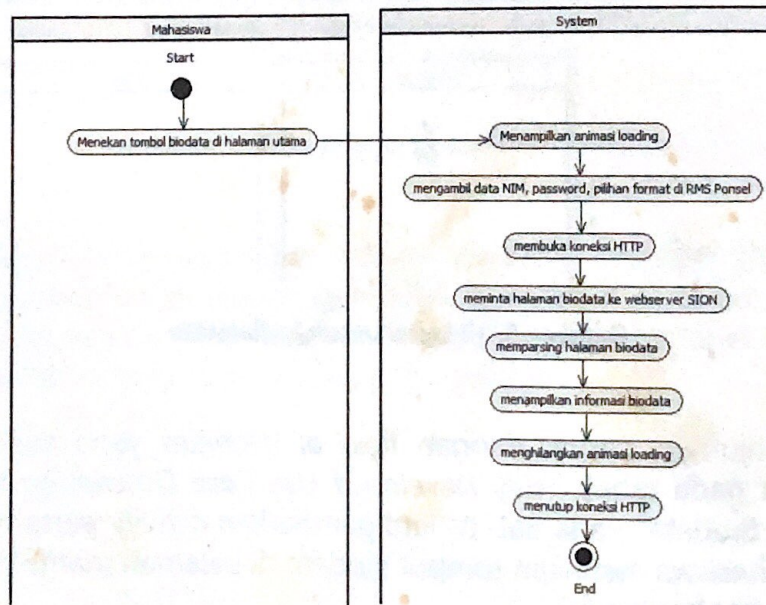 Mahasiswa
System
Start
Menekan tombol biodata di halaman utama
Menampilkan animasi loading
mengambil data NIM, password, pilihan format di RMS Ponsel
membuka koneksi HTTP
meminta halaman biodata ke webserver SION
memparsing halaman biodata
menampilkan informasi biodata
menghilangkan animasi loading
menutup koneksi HTTP
End